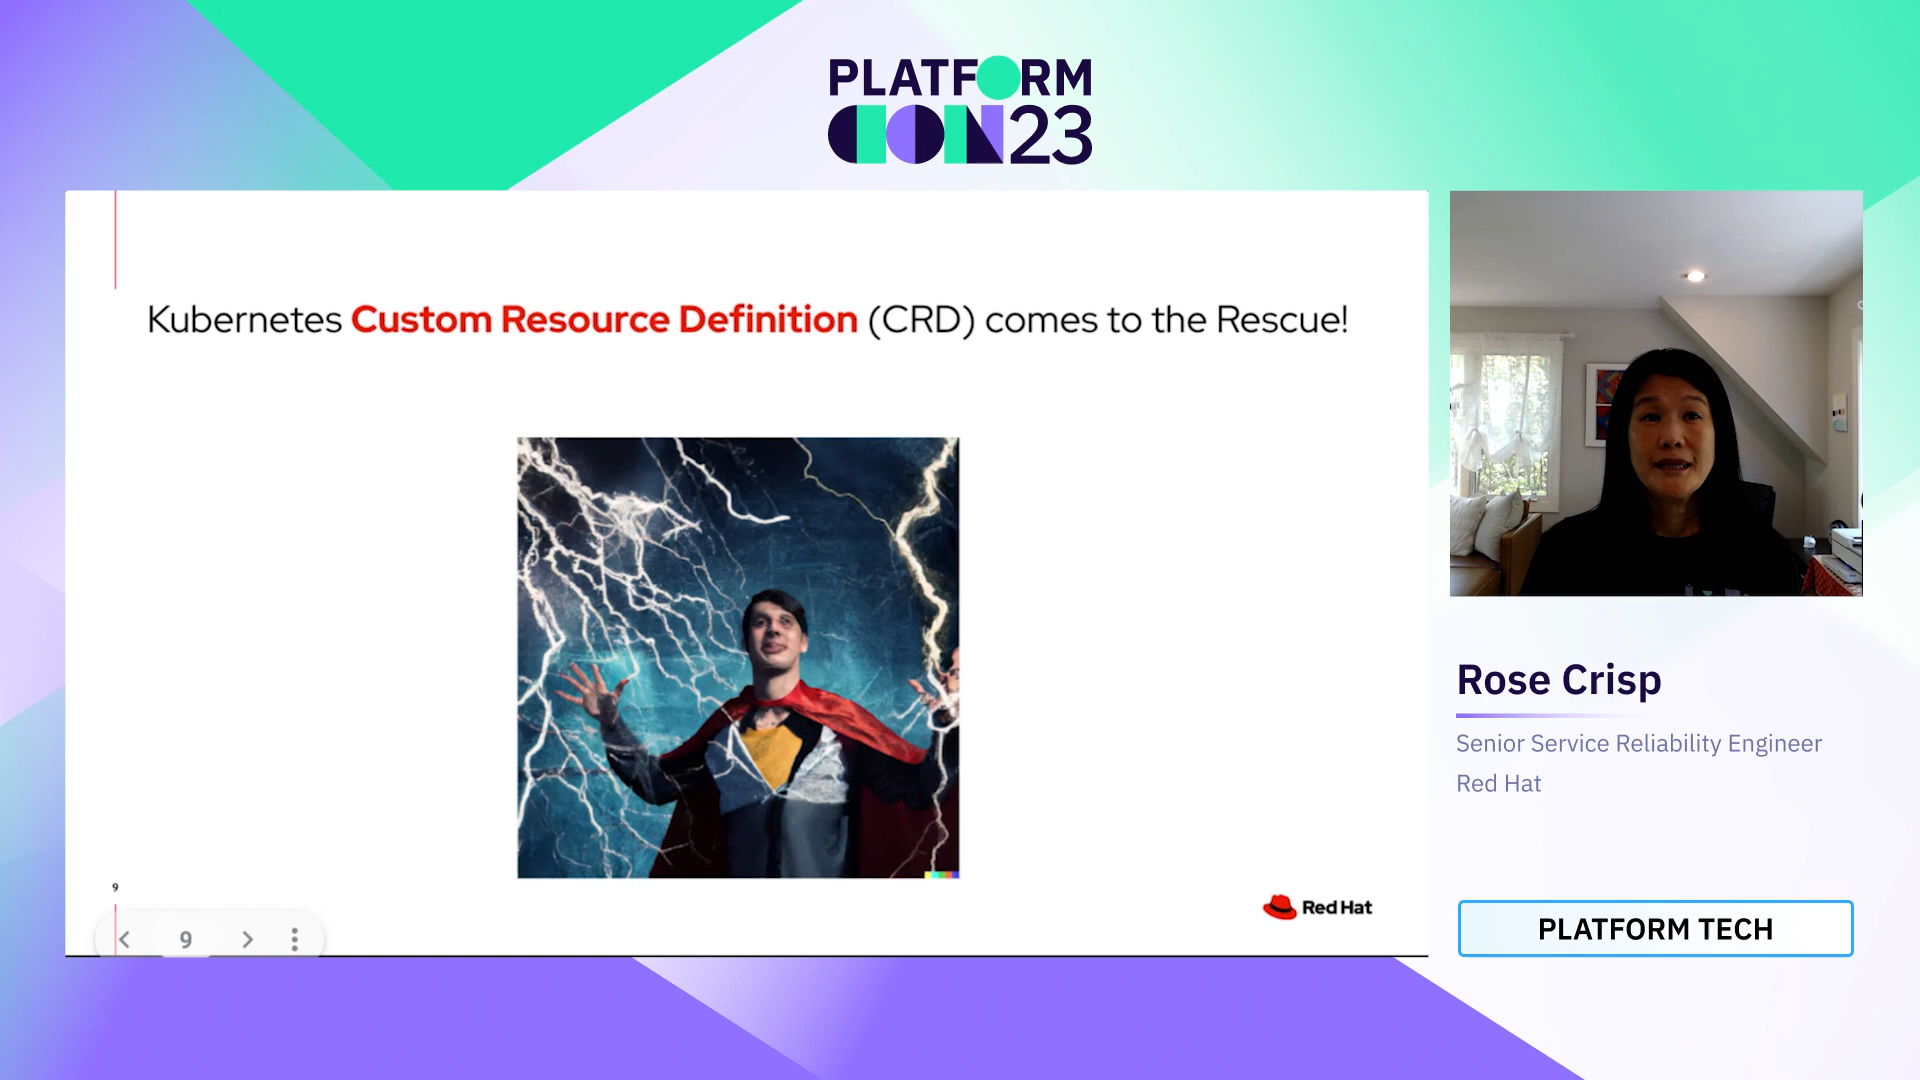 PLATFORM
CON23
Kubernetes Custom Resource Definition (CRD) comes to the Rescue!
9
9
Red Hat
Rose Crisp
Senior Service Reliability Engineer
Red Hat
PLATFORM TECH